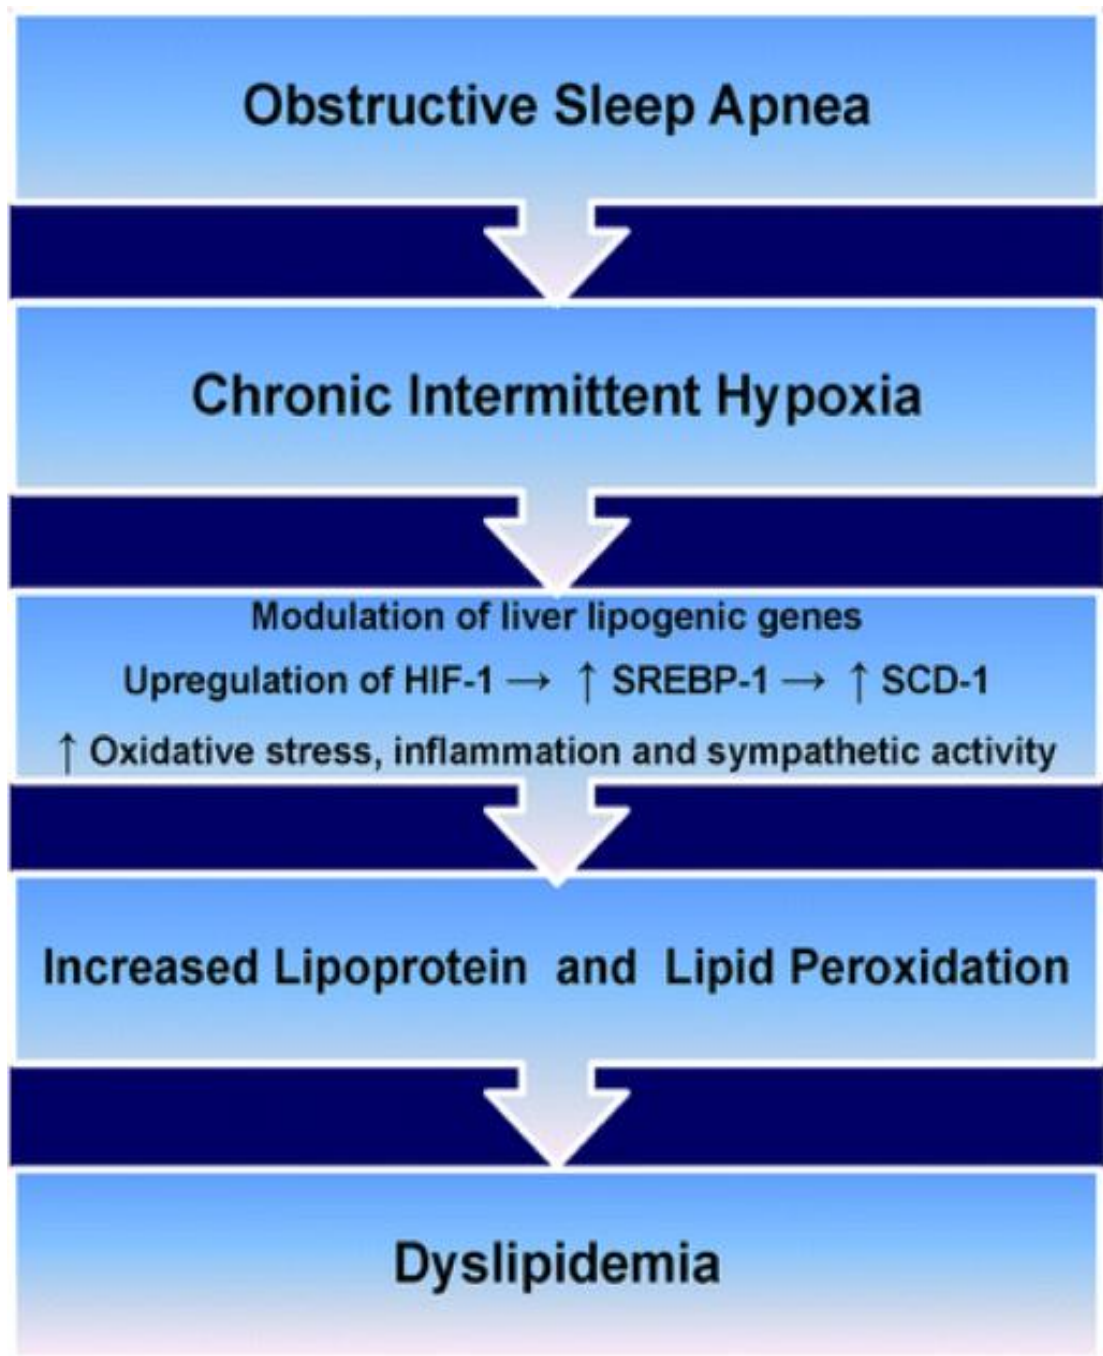 Obstructive Sleep Apnea
Chronic Intermittent Hypoxia
Modulation of liver lipogenic genes
Upregulation of HIF-1 → ↑ SREBP-1 → ↑ SCD-1
↑ Oxidative stress, inflammation and sympathetic activity
Increased Lipoprotein and Lipid Peroxidation
Dyslipidemia